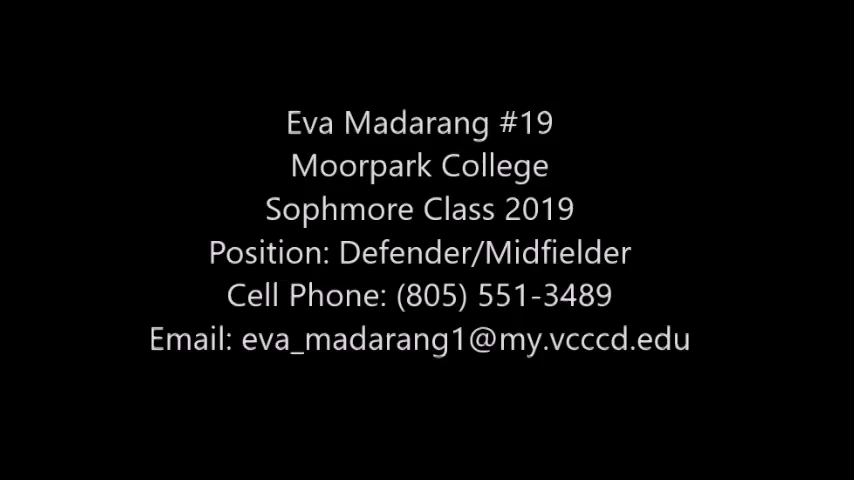 Eva Madarang #19
Moorpark College
Sophmore Class 2019
Position: Defender/Midfielder
Cell Phone: (805) 551-3489
Email: eva_madarang1@my.vcccd.edu